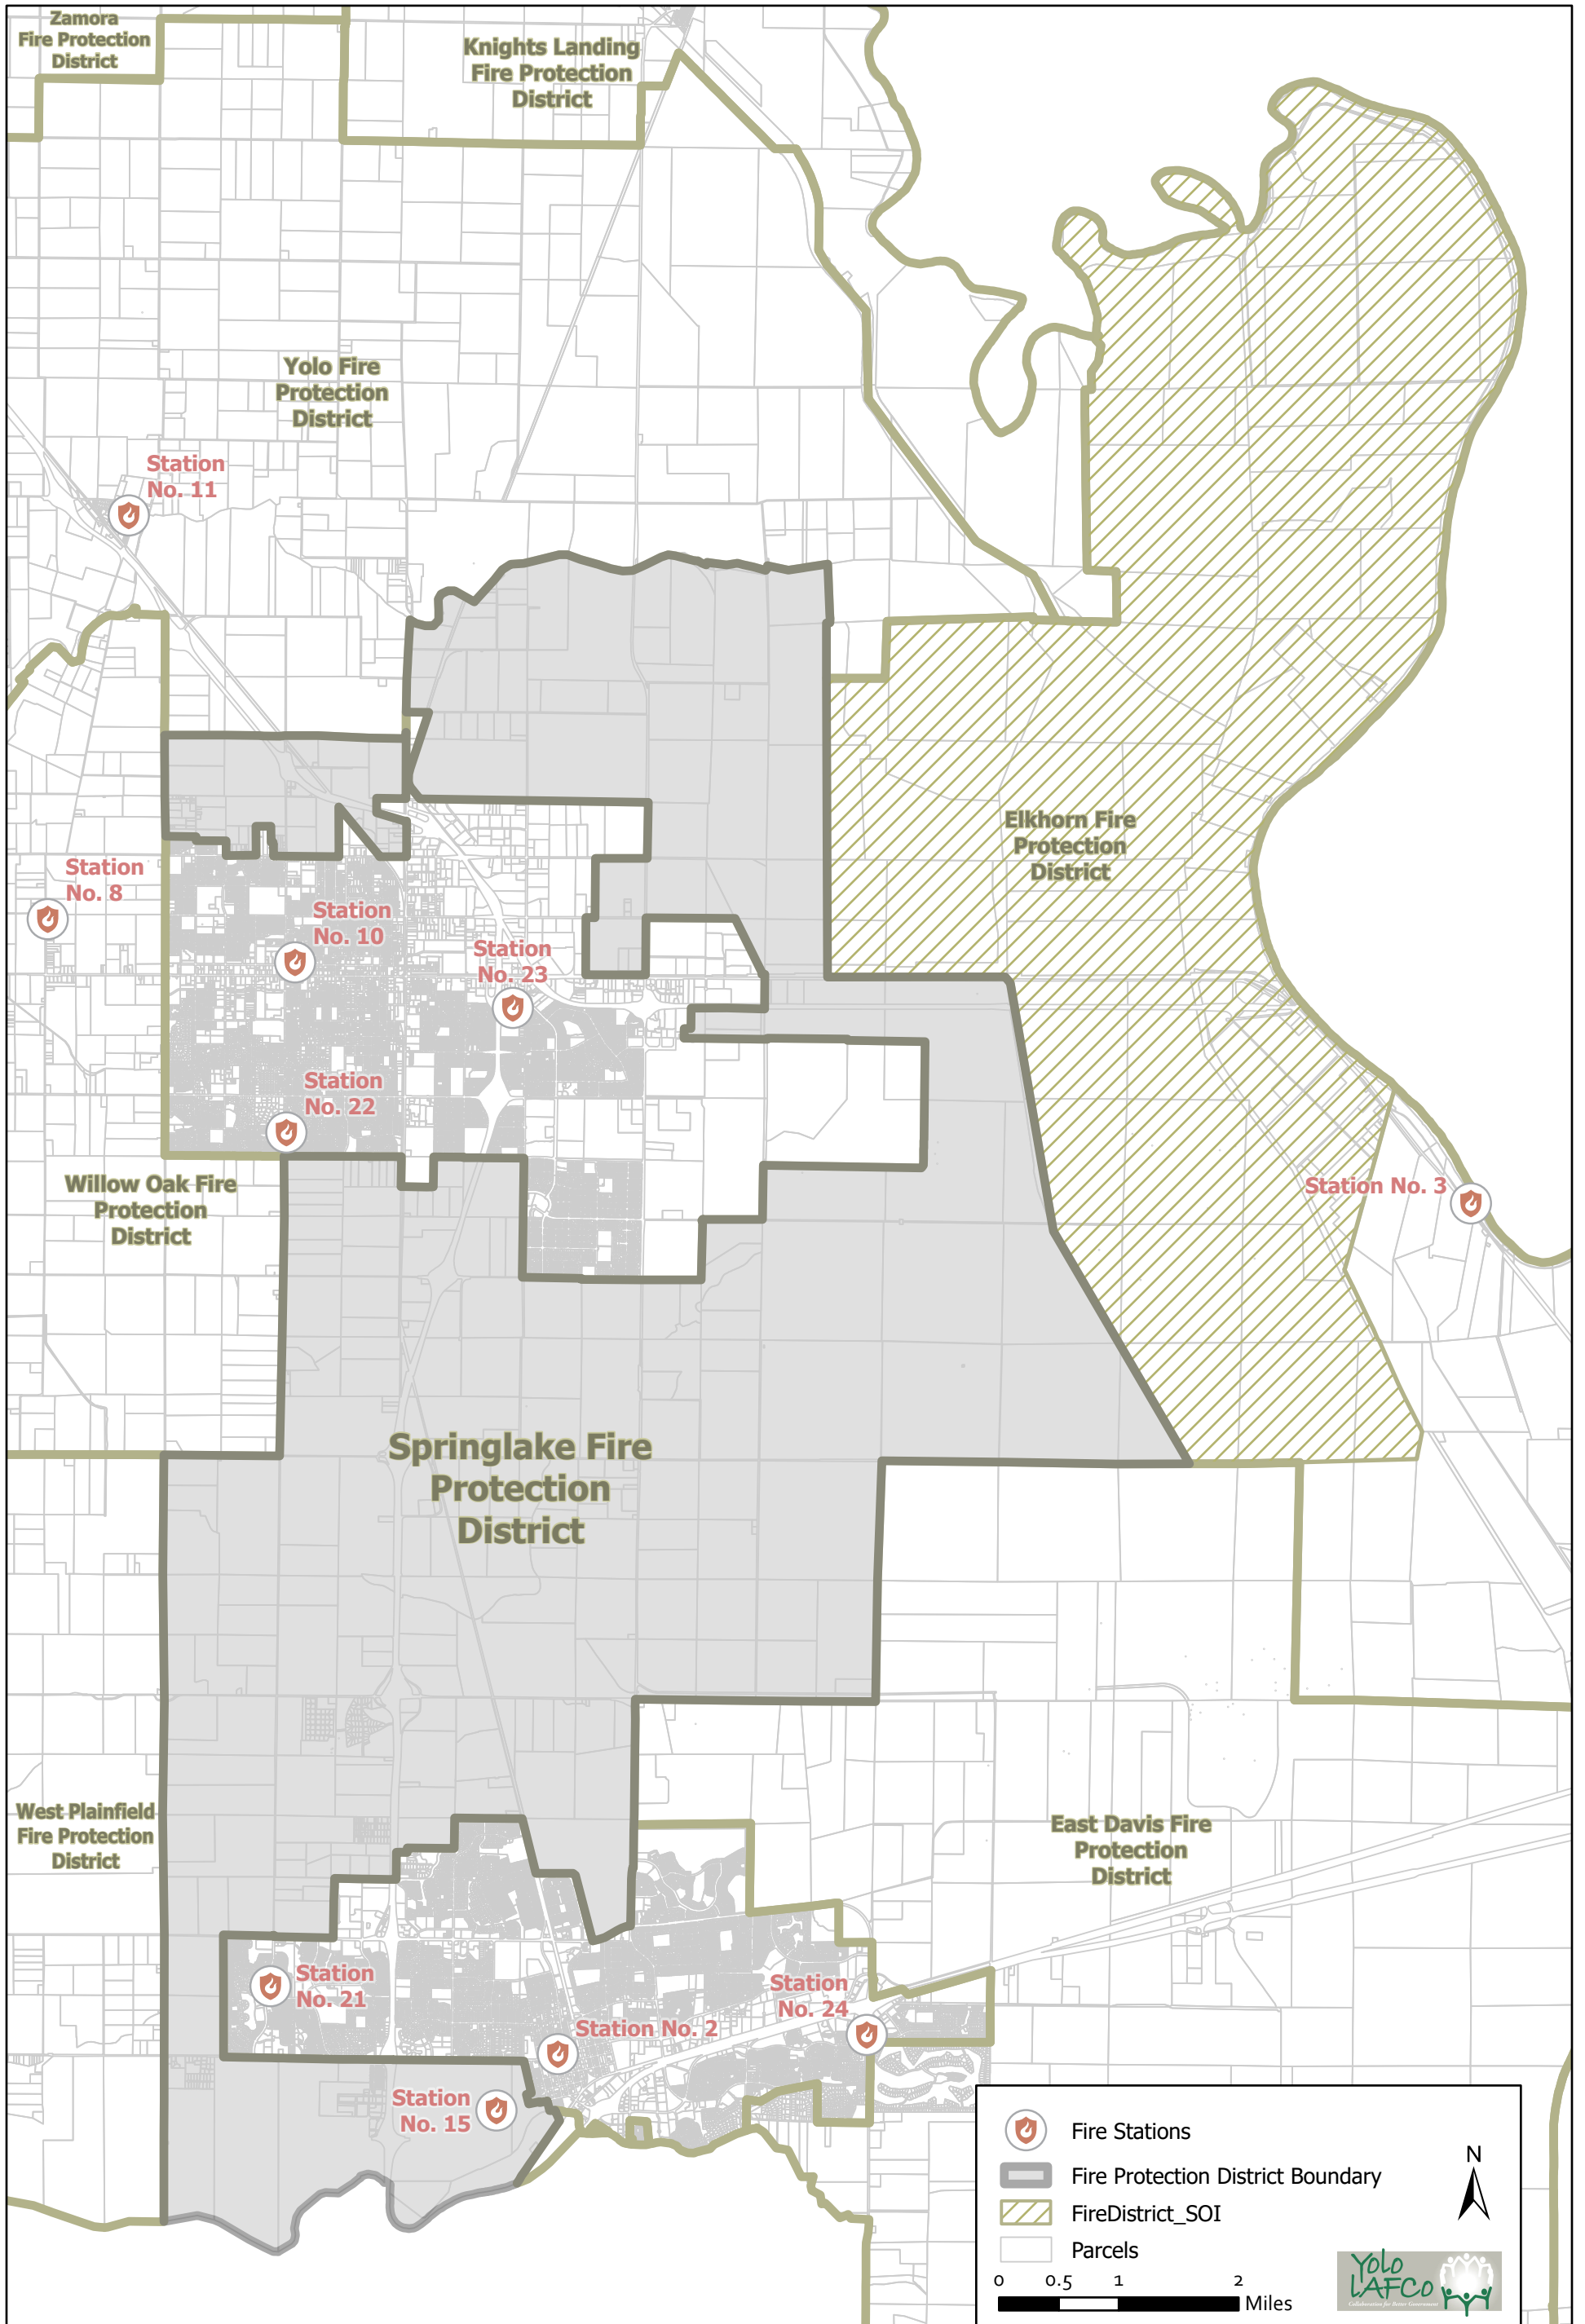 Zamora
Fire Protection
District
Knights Landing
Fire Protection
District
Yolo Fire
Protection
District
Station
No. 11
Station
No. 8
Station
No. 10
Station
No. 23
Elkhorn Fire
Protection
District
Station
No. 22
Willow Oak Fire
Protection
District
Station No. 3
Springlake Fire
Protection
District
West Plainfield
Fire Protection
District
East Davis Fire
Protection
District
Station
No. 21
Station
No. 24
Station No. 2
Station
No. 15
Fire Stations
Fire Protection District Boundary
FireDistrict_SOI
Parcels
N
0 0.5 1 2
Miles
Yolo
LAFCo
Collaboration for Better Government